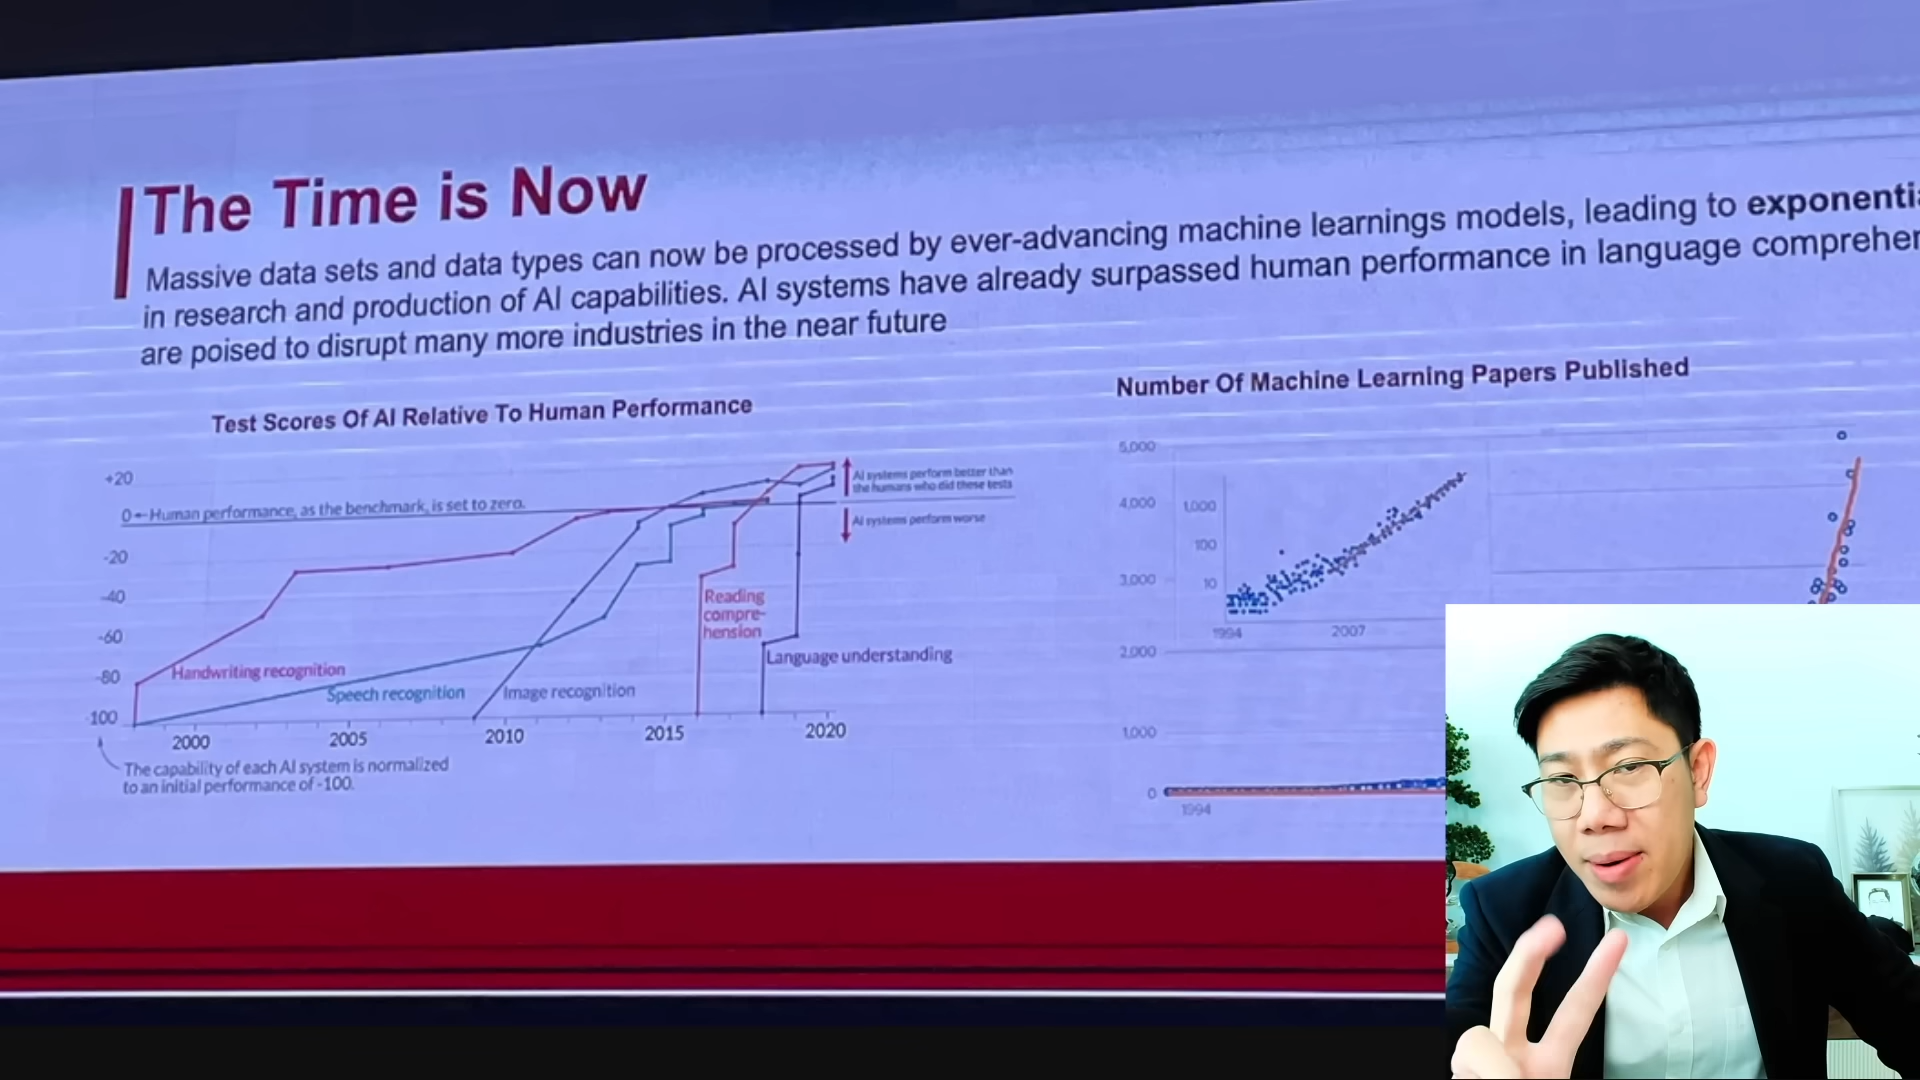 The Time is Now
Massive data sets and data types can now be processed by ever-advancing machine learnings models, leading to exponenti
in research and production of AI capabilities. AI systems have already surpassed human performance in language comprehen
are poised to disrupt many more industries in the near future
Test Scores Of AI Relative To Human Performance
+20
0
Human performance, as the benchmark, is set to zero.
-20
-40
-60
-80
-100
AI systems perform better than
the humans who did these tests
AI systems perform worse
Handwriting recognition
Speech recognition
Image recognition
Reading
compre-
hension
Language understanding
2000
2005
2010
2015
2020
The capability of each AI system is normalized
to an initial performance of -100.
Number Of Machine Learning Papers Published
5,000
4,000
3,000
2,000
1,000
0
1994
1,000
100
10
1994
2007